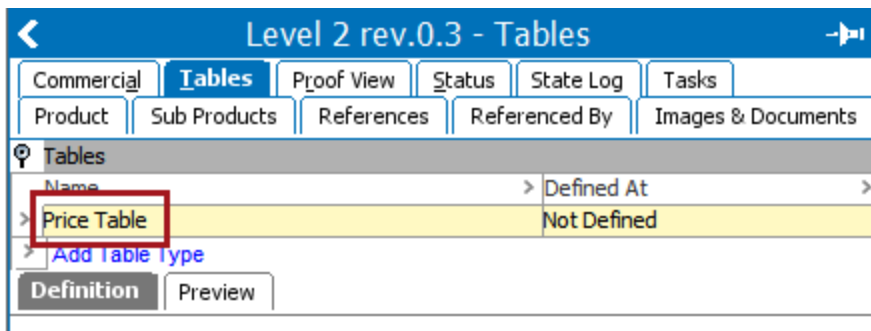 Level 2 rev.0.3 - Tables
Commercial Tables Proof View Status State Log Tasks
Product Sub Products References Referenced By Images & Documents
Tables
Name > Defined At >
> Price Table Not Defined
> Add Table Type
Definition Preview